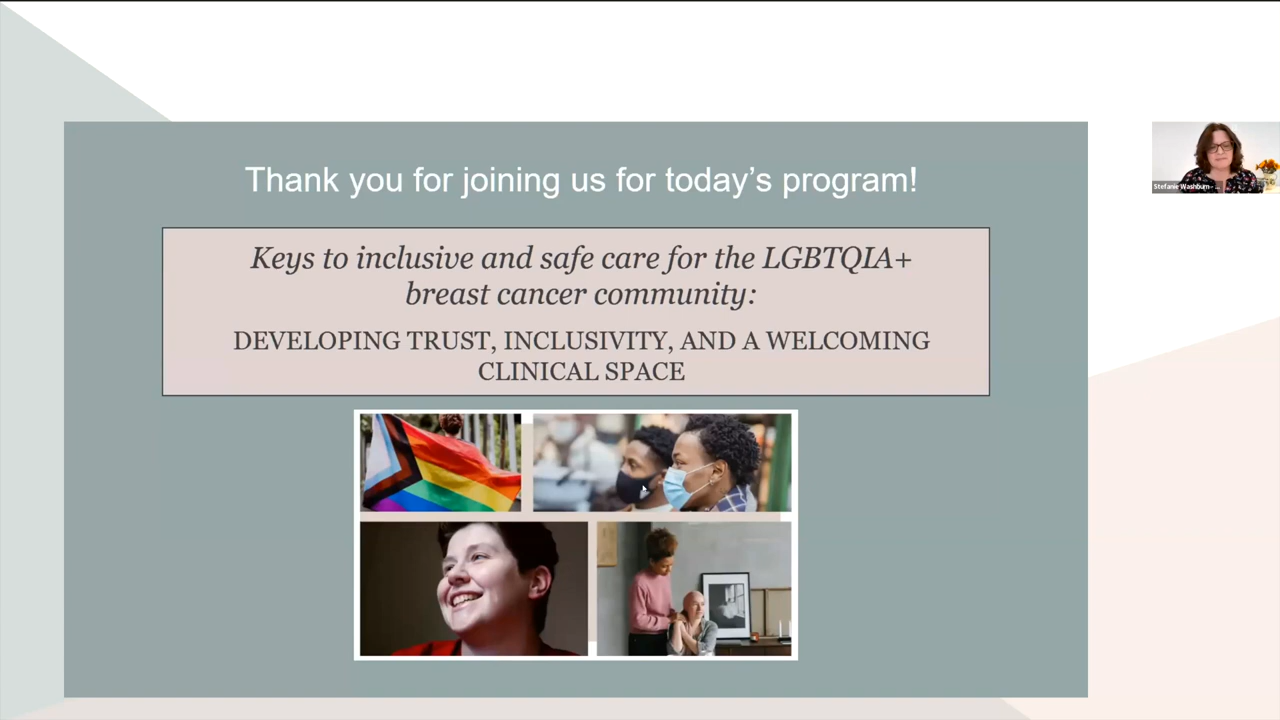 Thank you for joining us for today’s program!
Keys to inclusive and safe care for the LGBTQIA+
breast cancer community:
DEVELOPING TRUST, INCLUSIVITY, AND A WELCOMING
CLINICAL SPACE
Stefanie Washburn - ...